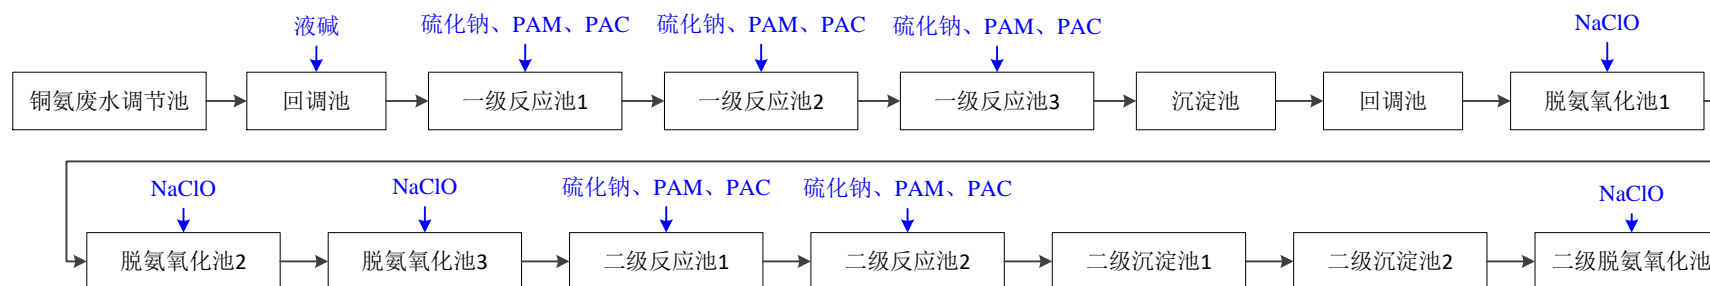 液碱
硫化钠、PAM、PAC
硫化钠、PAM、PAC
硫化钠、PAM、PAC
NaClO
铜氨废水调节池
回调池
一级反应池1
一级反应池2
一级反应池3
沉淀池
回调池
脱氨氧化池1
NaClO
NaClO
硫化钠、PAM、PAC
硫化钠、PAM、PAC
NaClO
脱氨氧化池2
脱氨氧化池3
二级反应池1
二级反应池2
二级沉淀池1
二级沉淀池2
二级脱氨氧化池